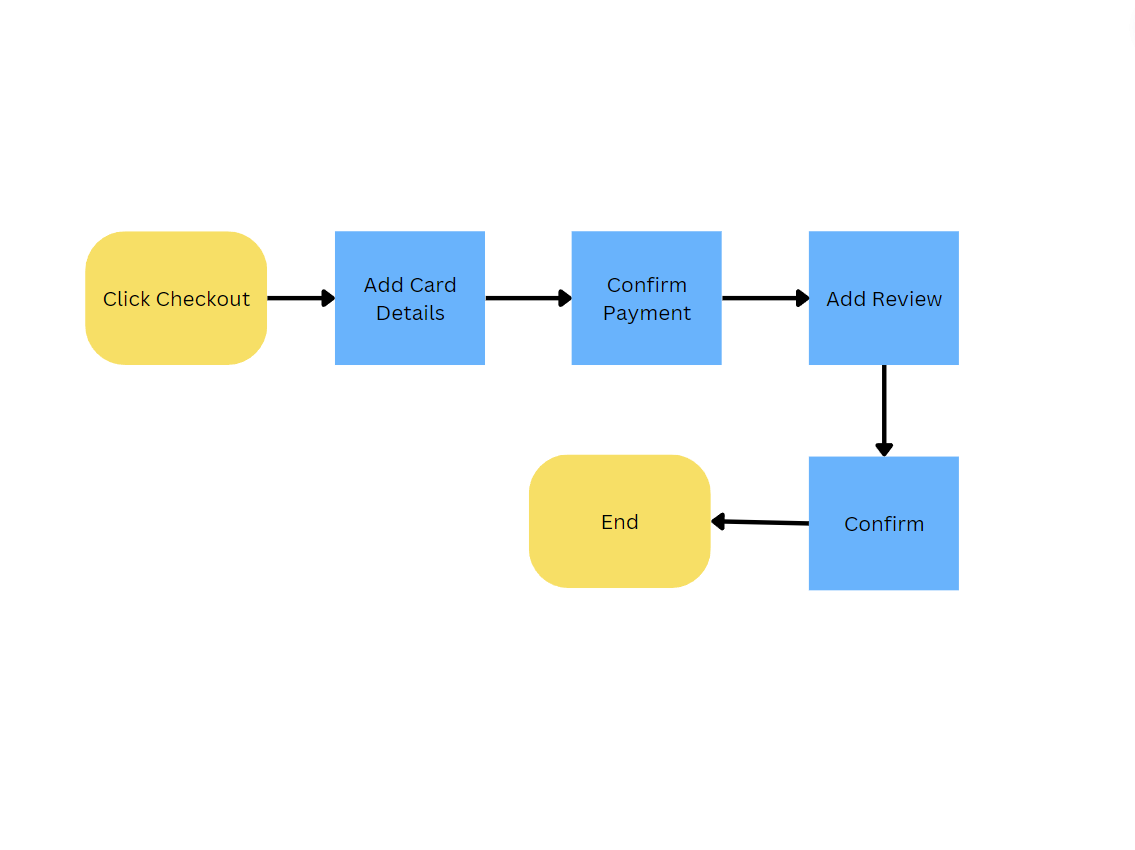 Click Checkout
Add Card
Details
Confirm
Payment
Add Review
End
Confirm